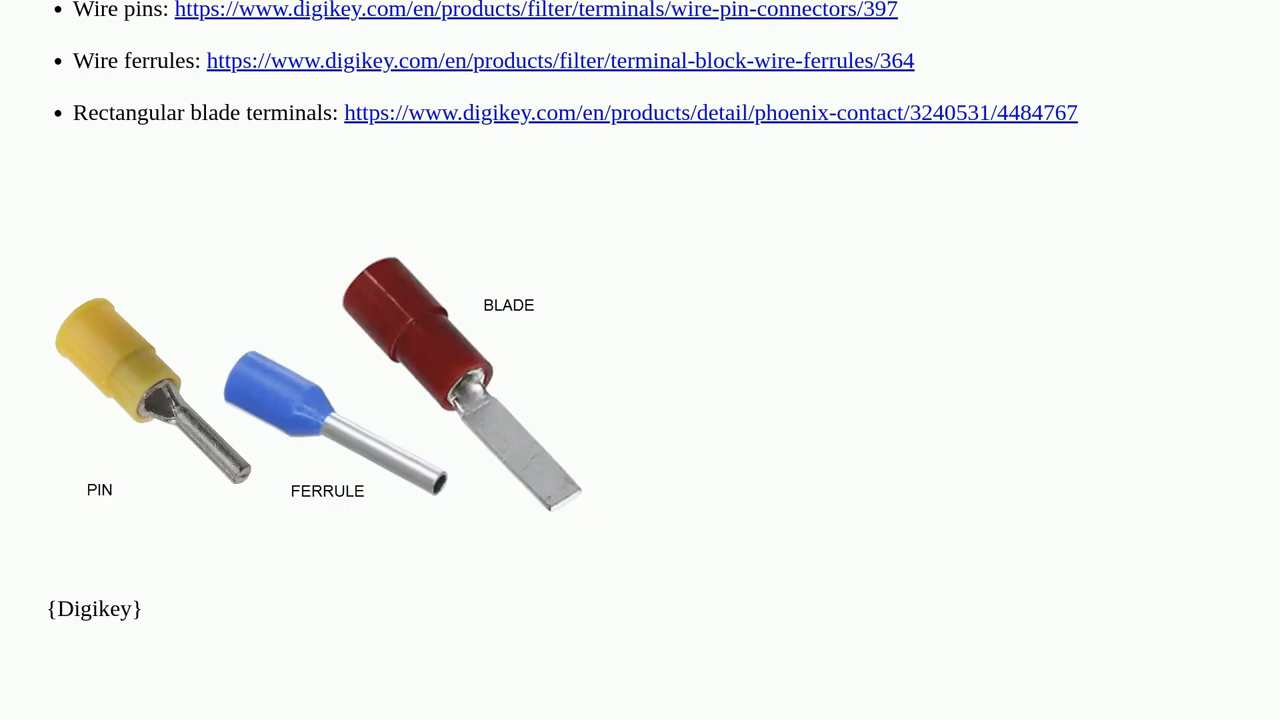 Wire pins: https://www.digikey.com/en/products/filter/terminals/wire-pin-connectors/397
Wire ferrules: https://www.digikey.com/en/products/filter/terminal-block-wire-ferrules/364
Rectangular blade terminals: https://www.digikey.com/en/products/detail/phoenix-contact/3240531/4484767
BLADE
PIN
FERRULE
{Digikey}